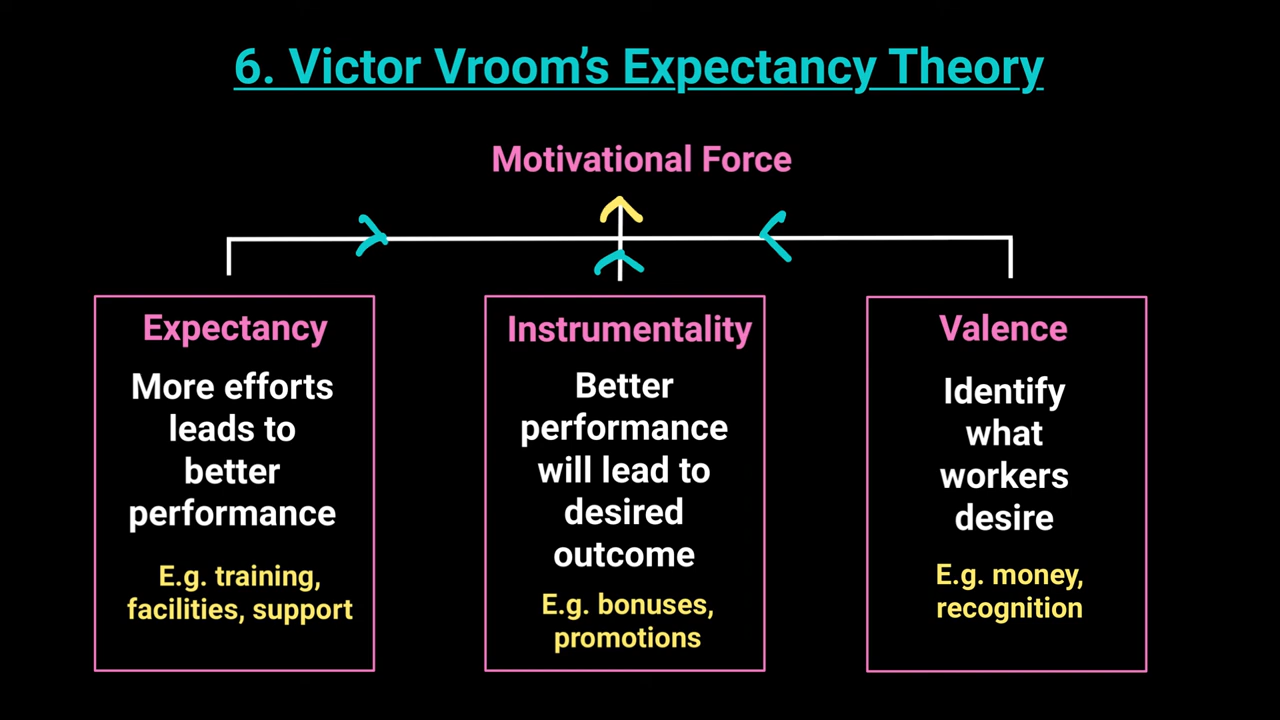 6. Victor Vroom’s Expectancy Theory
Motivational Force
Expectancy
More efforts
leads to
better
performance
E.g. training,
facilities, support
Instrumentality
Better
performance
will lead to
desired
outcome
E.g. bonuses,
promotions
Valence
Identify
what
workers
desire
E.g. money,
recognition